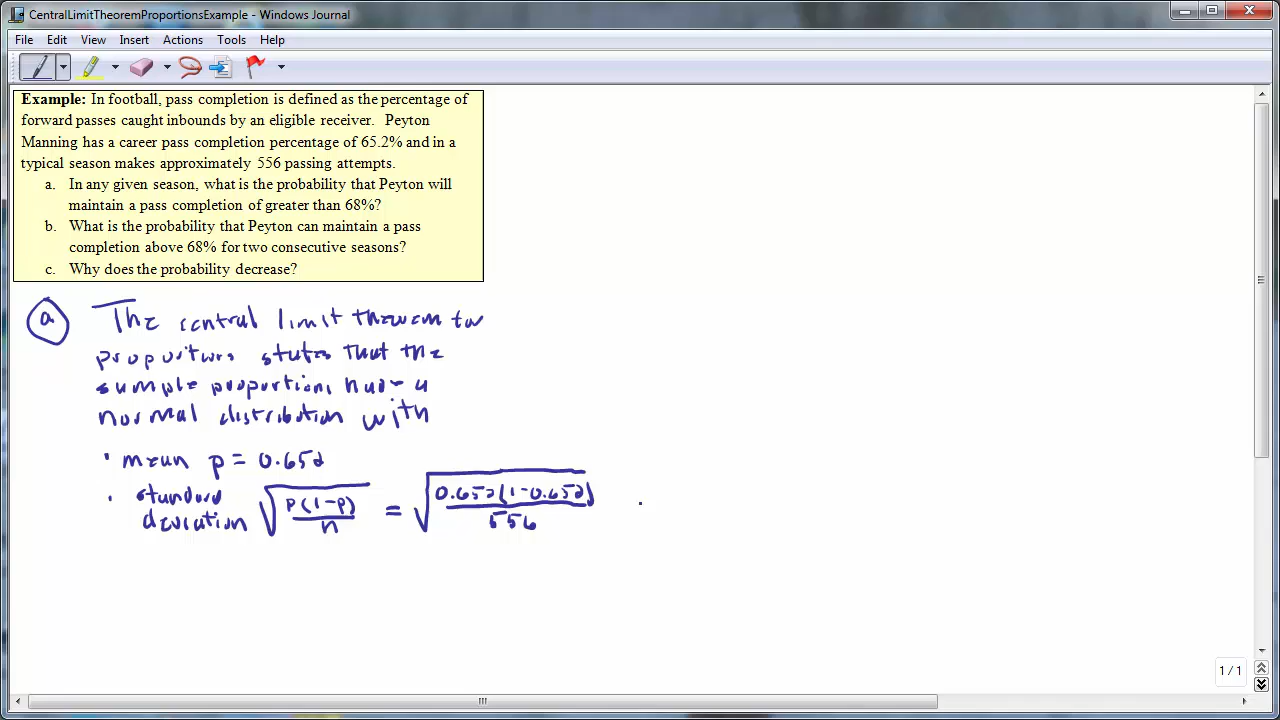 CentralLimitTheoremProportionsExample - Windows Journal
File Edit View Insert Actions Tools Help
Example: In football, pass completion is defined as the percentage of
forward passes caught inbounds by an eligible receiver. Peyton
Manning has a career pass completion percentage of 65.2% and in a
typical season makes approximately 556 passing attempts.
a. In any given season, what is the probability that Peyton will
maintain a pass completion of greater than 68%?
b. What is the probability that Peyton can maintain a pass
completion above 68% for two consecutive seasons?
c. Why does the probability decrease?
a The central limit theorem for
proportions states that the
sample proportions have a
normal distribution with
• mean p = 0.652
• standard deviation √(p(1-p)/n) = √(0.652(1-0.652)/556)
1 / 1